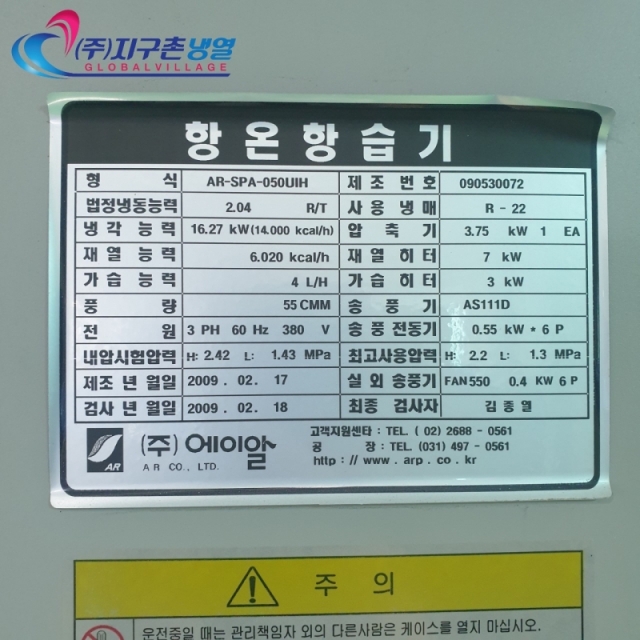 (주)지구촌냉열
GLOBALVILLAGE
항온항습기
형 식 AR-SPA-050UIH 제 조 번 호 090530072
법정냉동능력 2.04 R/T 사 용 냉 매 R - 22
냉 각 능 력 16.27 kW(14.000 kcal/h) 압 축 기 3.75 kW 1 EA
재 열 능 력 6.020 kcal/h 재 열 히 터 7 kW
가 습 능 력 4 L/H 가 습 히 터 3 kW
풍 량 55 CMM 송 풍 기 AS111D
전 원 3 PH 60 Hz 380 V 송 풍 전동기 0.55 kW * 6 P
내압시험압력 H: 2.42 L: 1.43 MPa 최고사용압력 H: 2.2 L: 1.3 MPa
제조 년 월일 2009 . 02. 17 실 외 송풍기 FAN550 0.4 KW 6 P
검사 년 월일 2009 . 02. 18 최종 검사자 김 종 열
AR (주) 에이알 고객지원센타 : TEL. ( 02) 2688 - 0561
AR CO., LTD. 공 장 : TEL. (031) 497 - 0561
http : // www . arp . co . kr
주 의
운전중일 때는 관리책임자 외의 다른사람은 케이스를 열지 마십시오.